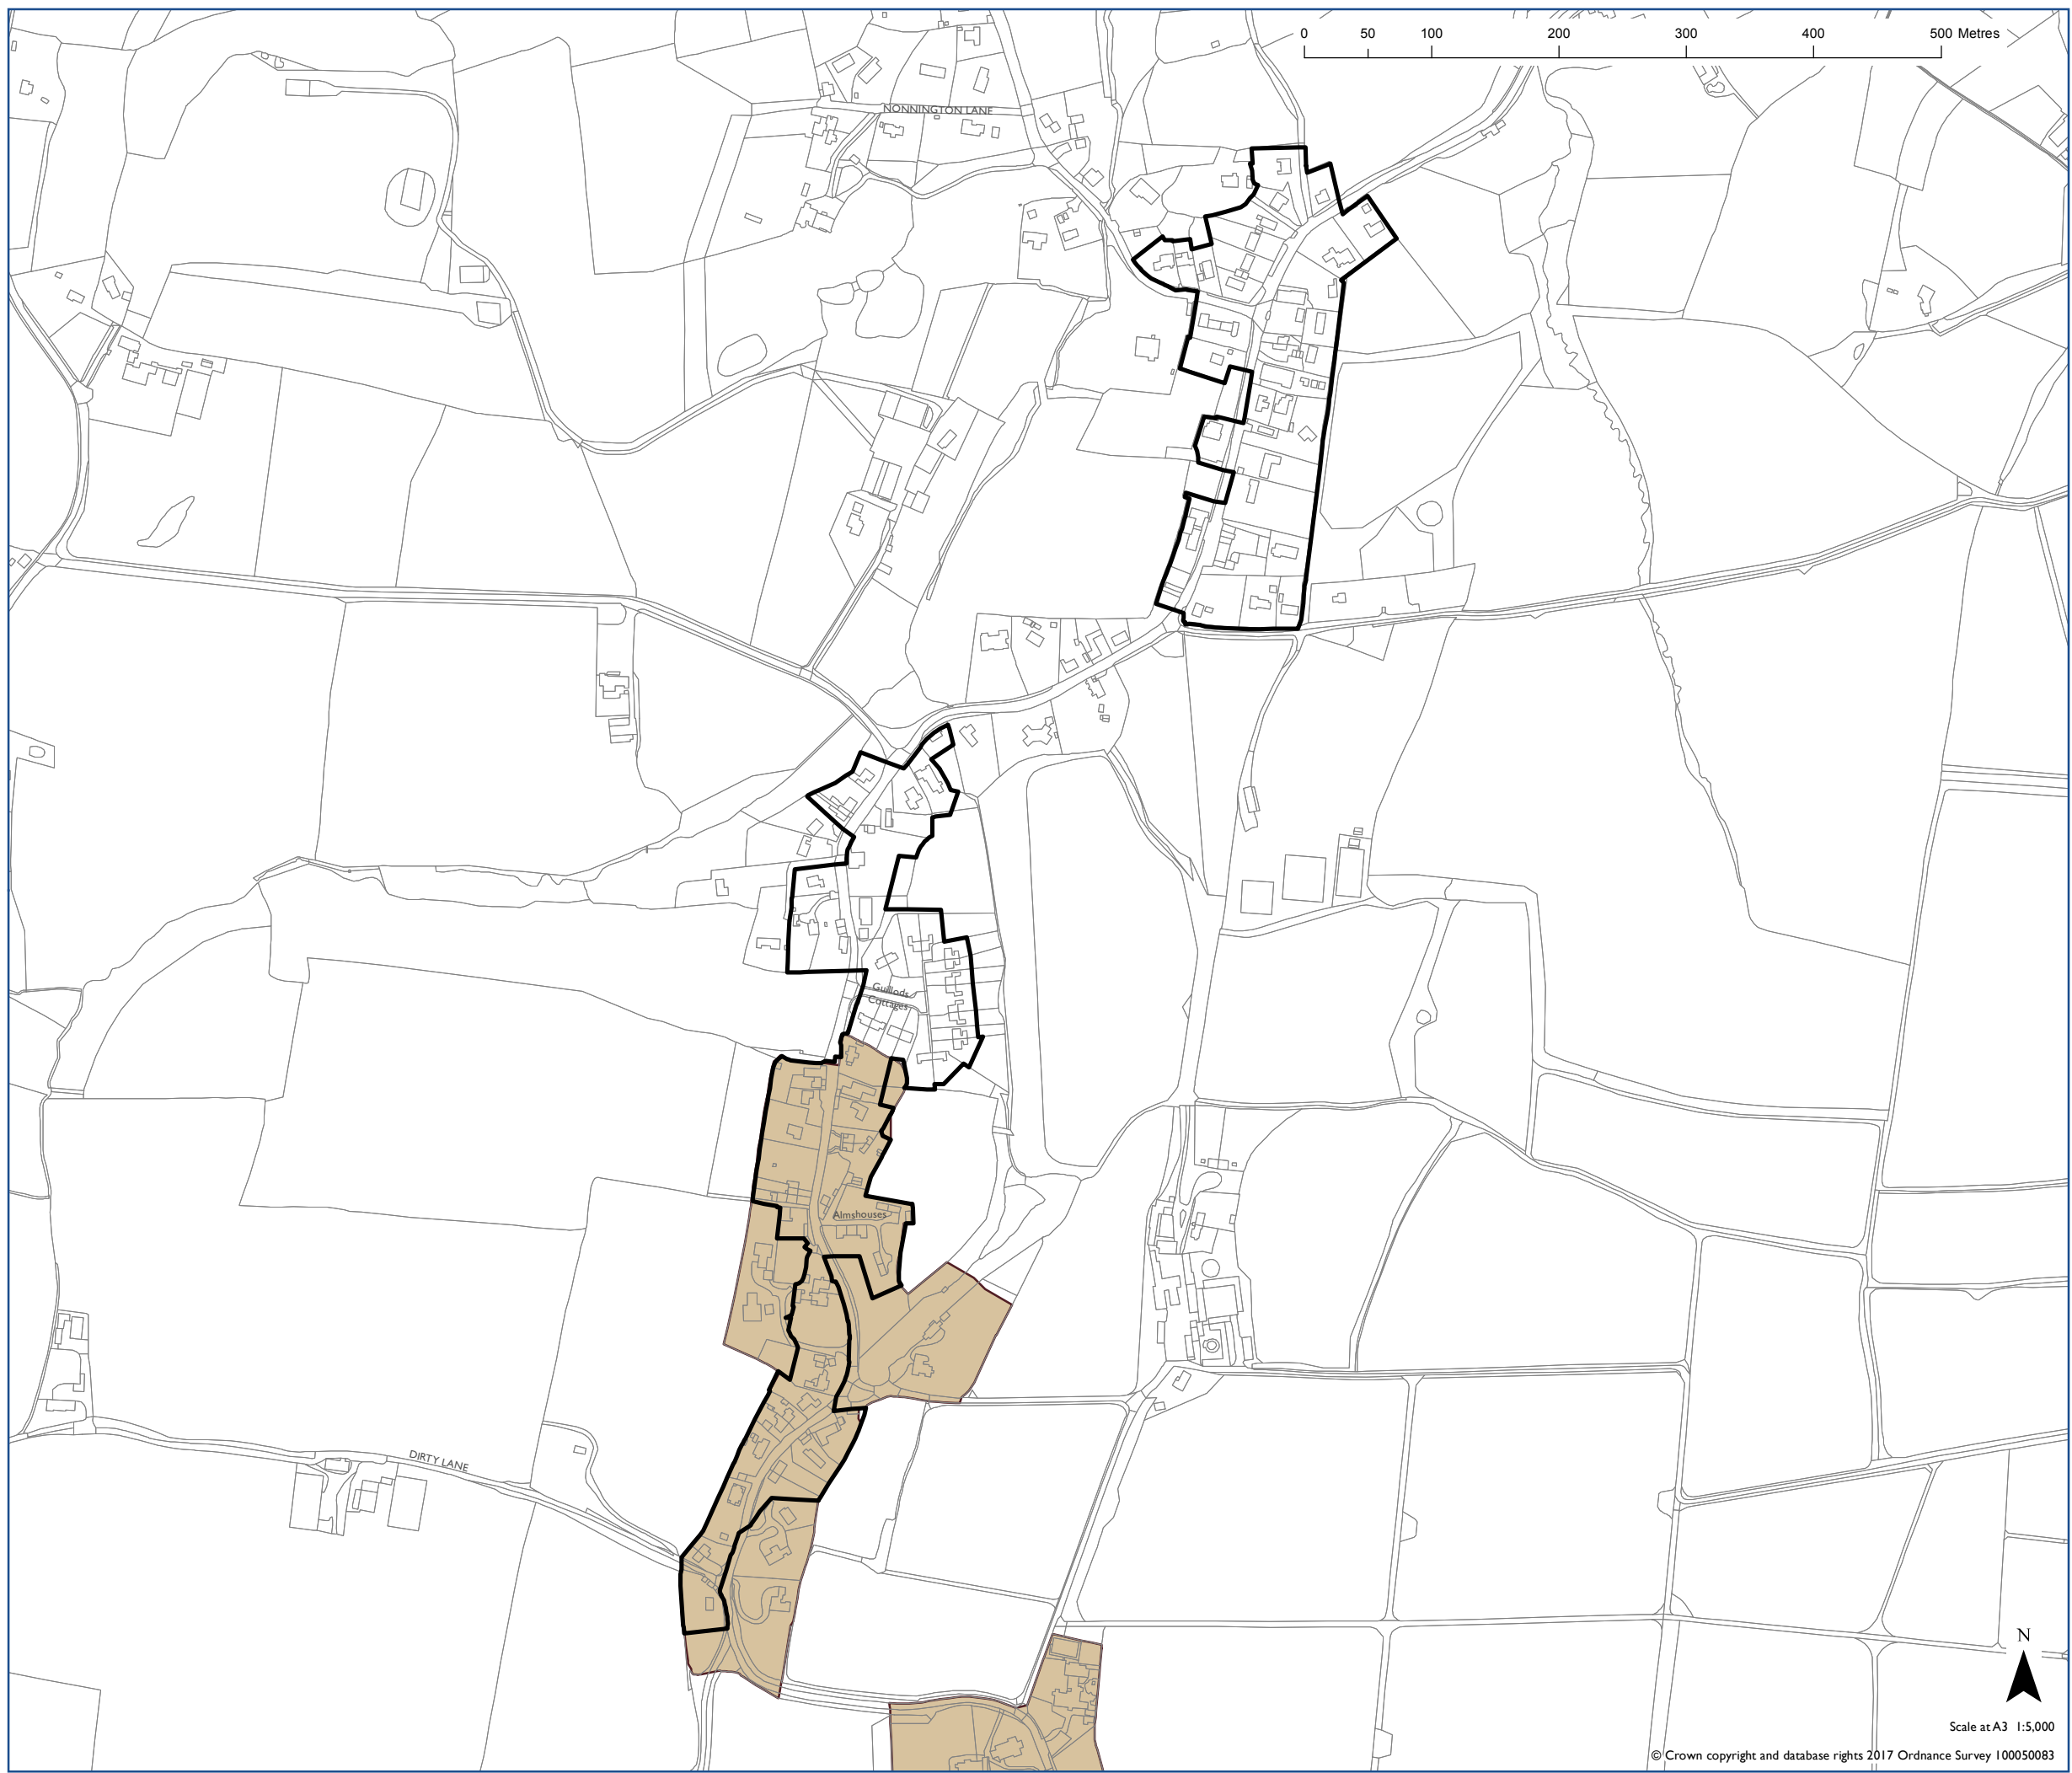 0 50 100 200 300 400 500 Metres
NONNINGTON LANE
Guillods
Cottages
Almshouses
DIRTY LANE
N
Scale at A3 1:5,000
© Crown copyright and database rights 2017 Ordnance Survey 100050083